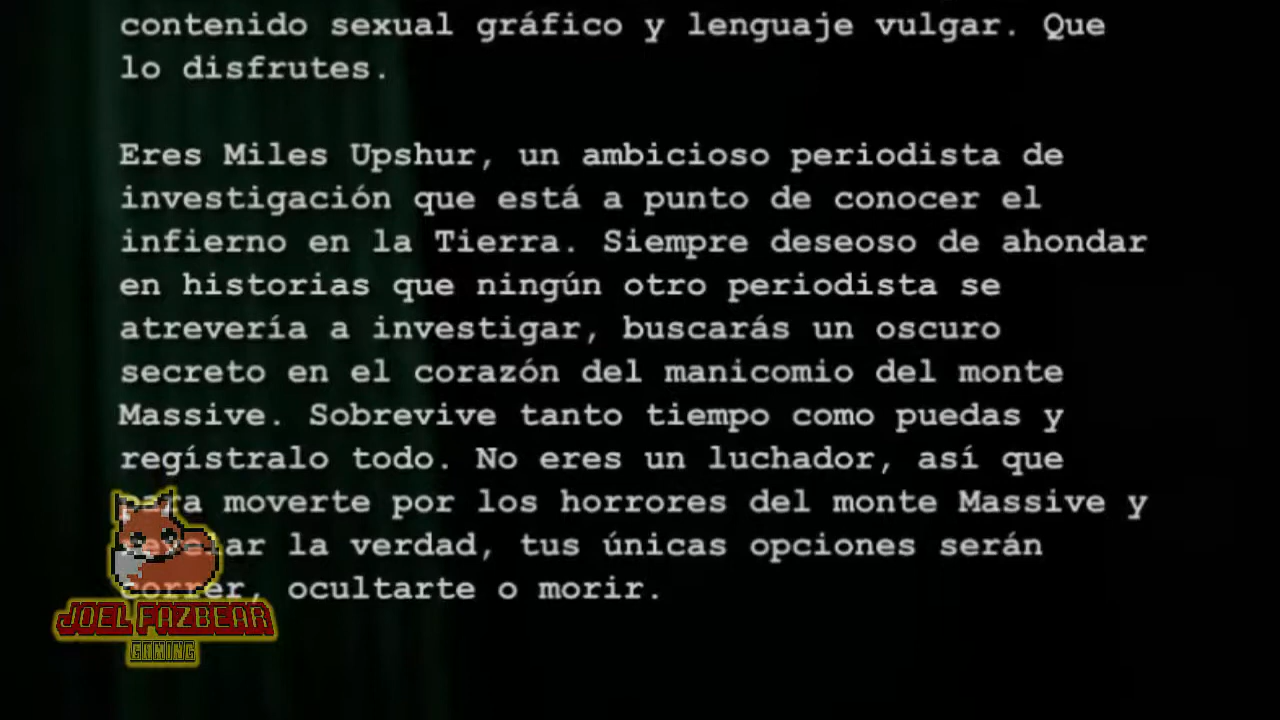 contenido sexual gráfico y lenguaje vulgar. Que
lo disfrutes.
Eres Miles Upshur, un ambicioso periodista de
investigación que está a punto de conocer el
infierno en la Tierra. Siempre deseoso de ahondar
en historias que ningún otro periodista se
atrevería a investigar, buscarás un oscuro
secreto en el corazón del manicomio del monte
Massive. Sobrevive tanto tiempo como puedas y
regístralo todo. No eres un luchador, así que
para moverte por los horrores del monte Massive y
la verdad, tus únicas opciones serán
correr, ocultarte o morir.
JOEL FAZBEAR
GAMING